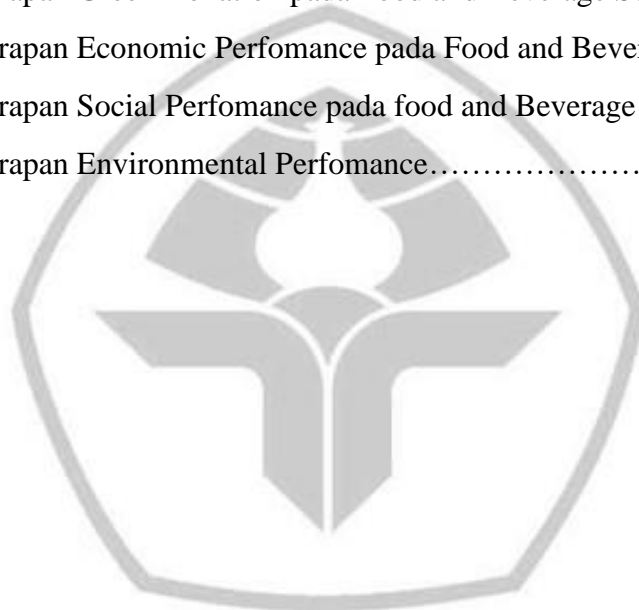 rapan Economic Perfomance pada Food and Bever
rapan Social Perfomance pada food and Beverage
rapan Environmental Perfomance…………………